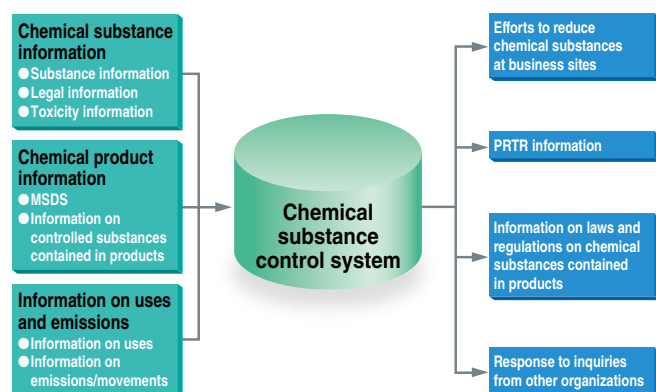 Chemical substance
information
●Substance information
●Legal information
●Toxicity information
Chemical product
information
●MSDS
●Information on
controlled substances
contained in products
Information on uses
and emissions
●Information on uses
●Information on
emissions/movements
Chemical
substance
control system
Efforts to reduce
chemical substances
at business sites
PRTR information
Information on laws and
regulations on chemical
substances contained
in products
Response to inquiries
from other organizations